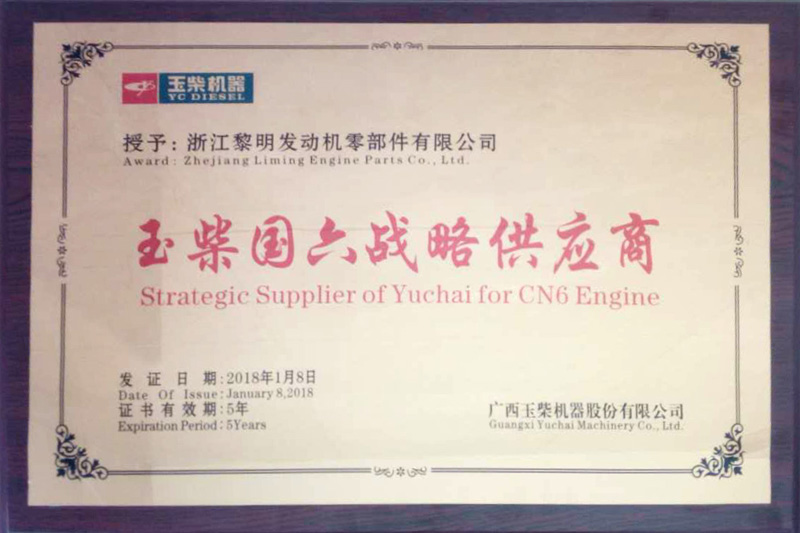 玉柴机器
YC DIESEL
授予：浙江黎明发动机零部件有限公司
Award: Zhejiang Liming Engine Parts Co., Ltd.
玉柴国六战略供应商
Strategic Supplier of Yuchai for CN6 Engine
发证日期：2018年1月8日
Date Of Issue: January 8,2018
证书有效期：5年
Expiration Period: 5Years
广西玉柴机器股份有限公司
Guangxi Yuchai Machinery Co., Ltd.